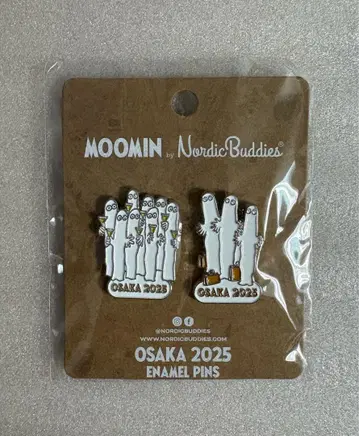 MOOMIN by NordicBuddies®
OSAKA 2025
OSAKA 2025
@NORDICBUDDIES
WWW.NORDICBUDDIES.COM
OSAKA 2025
ENAMEL PINS